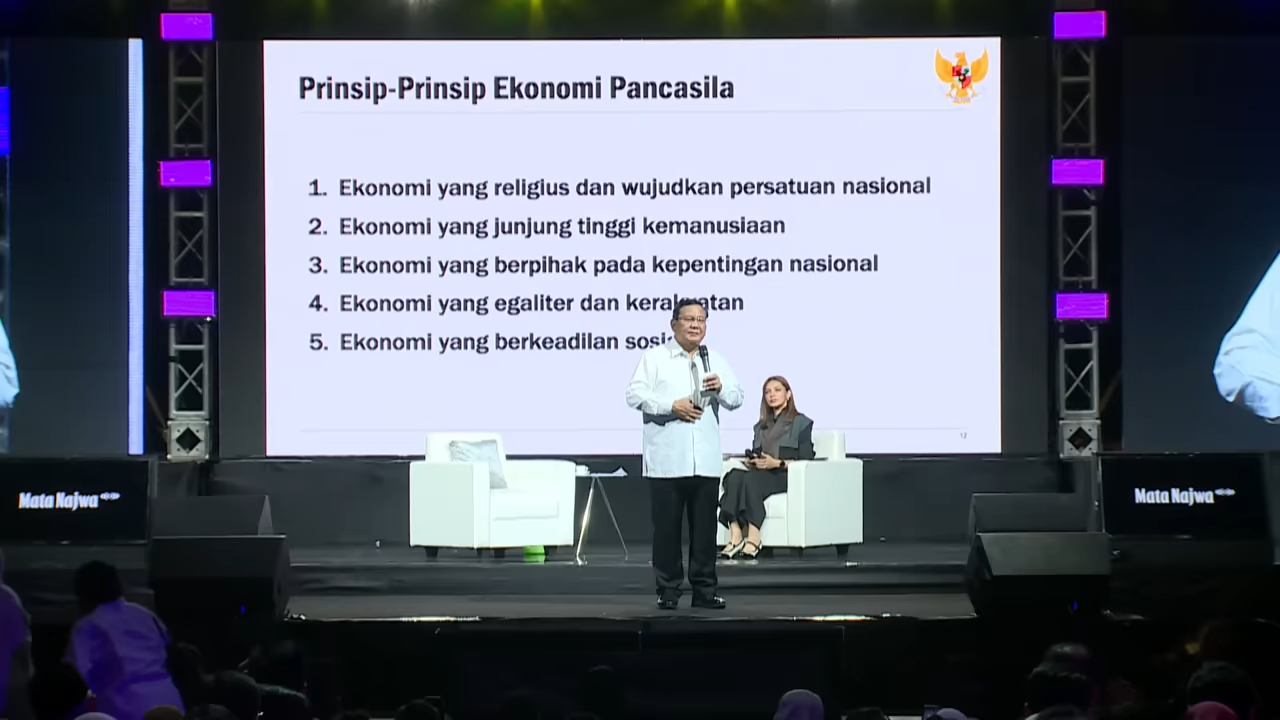 Prinsip-Prinsip Ekonomi Pancasila
1. Ekonomi yang religius dan wujudkan persatuan nasional
2. Ekonomi yang junjung tinggi kemanusiaan
3. Ekonomi yang berpihak pada kepentingan nasional
4. Ekonomi yang egaliter dan kerakyatan
5. Ekonomi yang berkeadilan sosial
Mata Najwa
Mata Najwa